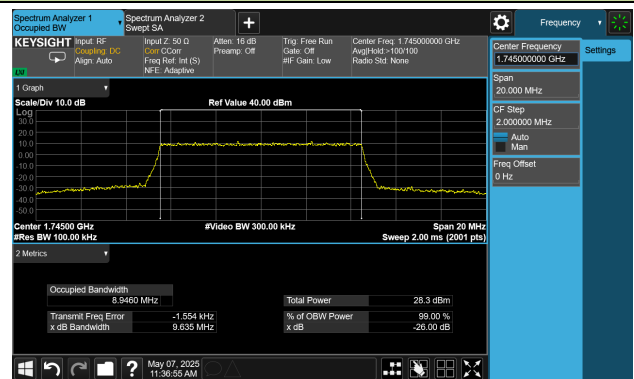 Spectrum Analyzer 1
Occupied BW
Spectrum Analyzer 2
Swept SA
+
Frequency
KEYSIGHT
Input: RF
Coupling: DC
Align: Auto
Input Z: 50 Ω
Corr CCorr
Freq Ref: Int (S)
NFE: Adaptive
Atten: 16 dB
Preamp: Off
Trig: Free Run
Gate: Off
#IF Gain: Low
Center Freq: 1.745000000 GHz
Avg|Hold:>100/100
Radio Std: None
LXI
Center Frequency
1.745000000 GHz
Settings
Span
20.000 MHz
CF Step
2.000000 MHz
Auto
Man
Freq Offset
0 Hz
1 Graph
Scale/Div 10.0 dB
Ref Value 40.00 dBm
Log
30.0
20.0
10.0
0.00
-10.0
-20.0
-30.0
-40.0
-50.0
Center 1.74500 GHz
#Video BW 300.00 kHz
Span 20 MHz
#Res BW 100.00 kHz
Sweep 2.00 ms (2001 pts)
2 Metrics
Occupied Bandwidth
8.9460 MHz
Total Power 28.3 dBm
Transmit Freq Error -1.554 kHz
% of OBW Power 99.00 %
x dB Bandwidth 9.635 MHz
x dB -26.00 dB
?
May 07, 2025
11:36:55 AM